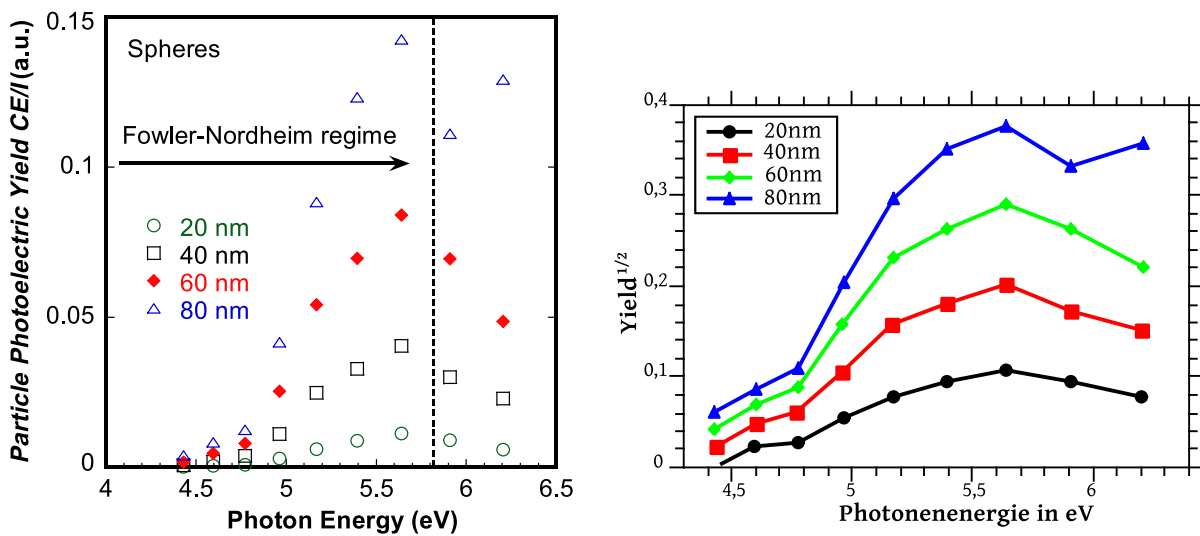 Particle Photoelectric Yield CE/I (a.u.)
0.15
0.1
0.05
0
Spheres
Fowler-Nordheim regime
20 nm
40 nm
60 nm
80 nm
4 4.5 5 5.5 6 6.5
Photon Energy (eV)
Yield^1/2
0,4
0,3
0,2
0,1
0
20nm
40nm
60nm
80nm
4,5 5 5,5 6
Photonenenergie in eV